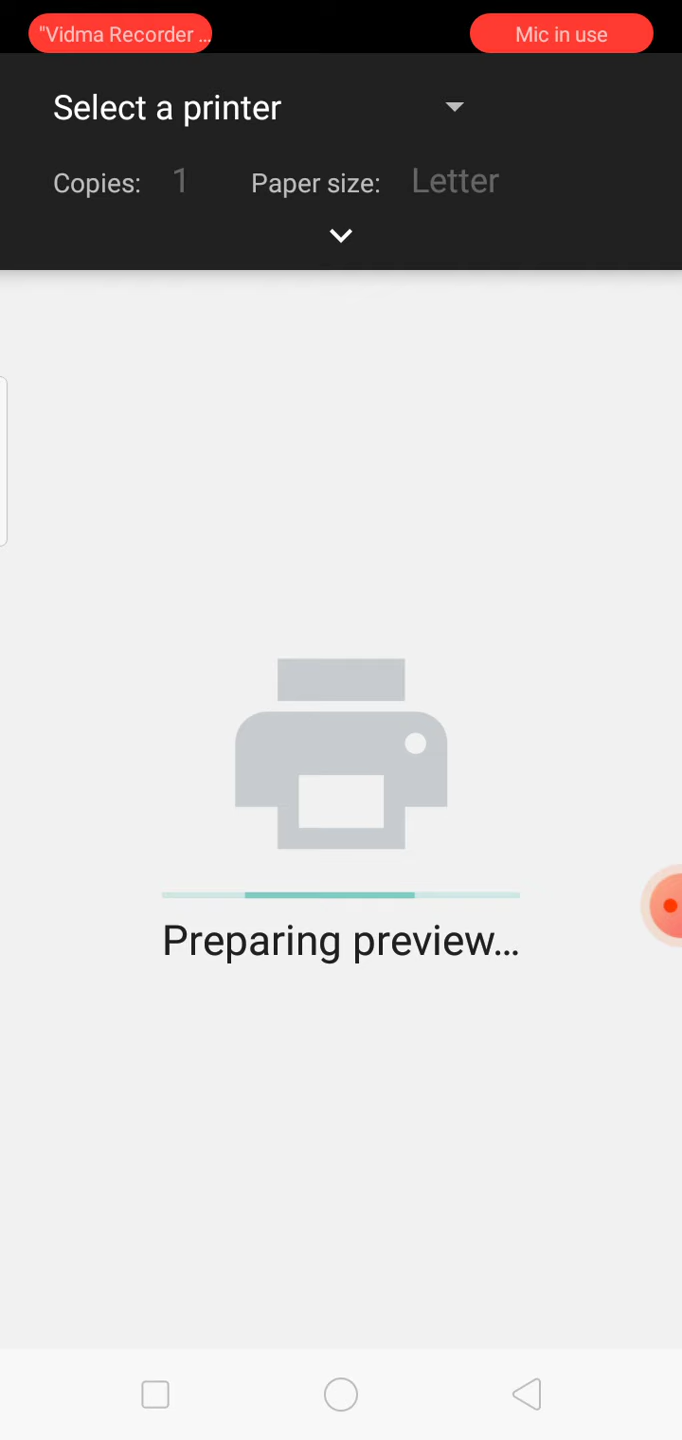 "Vidma Recorder ...
Mic in use
Select a printer
Copies: 1 Paper size: Letter
Preparing preview...